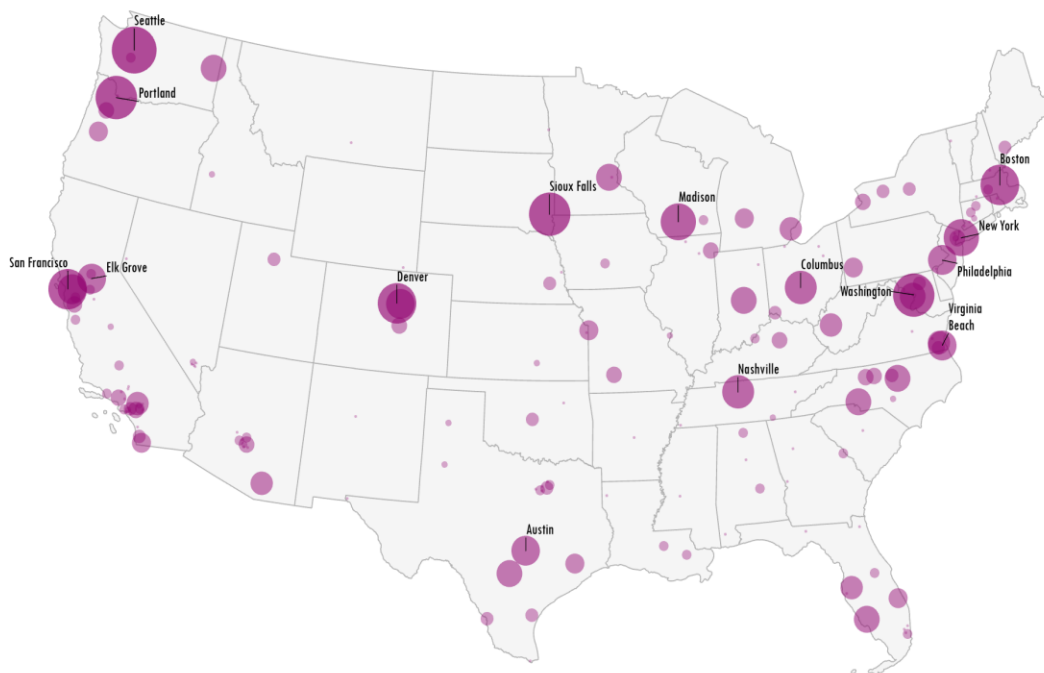 Seattle
Portland
Boston
Sioux Falls
Madison
New York
San Francisco
Elk Grove
Denver
Columbus
Philadelphia
Washington
Virginia
Beach
Nashville
Austin